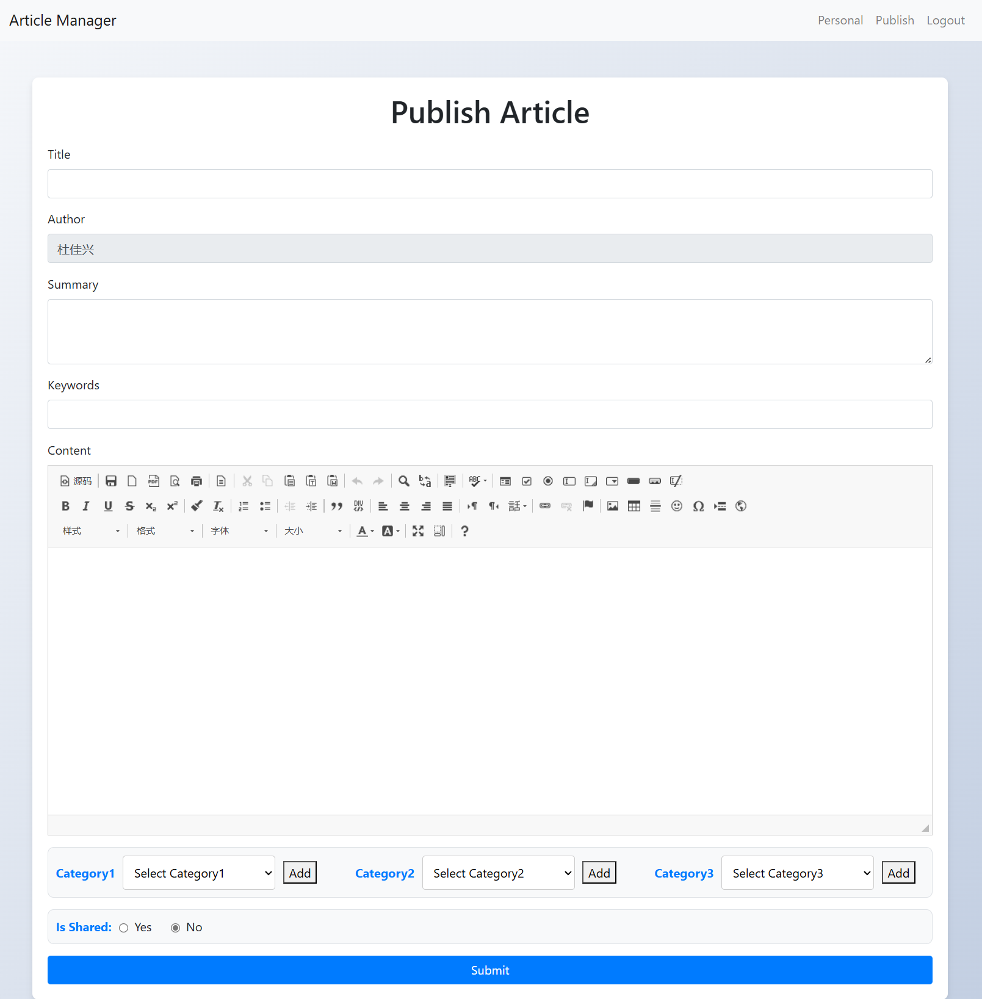 Article Manager Personal Publish Logout
Publish Article
Title
Author
杜佳兴
Summary
Keywords
Content
源码
样式 格式 字体 大小
Category1 Select Category1 Add Category2 Select Category2 Add Category3 Select Category3 Add
Is Shared: Yes No
Submit